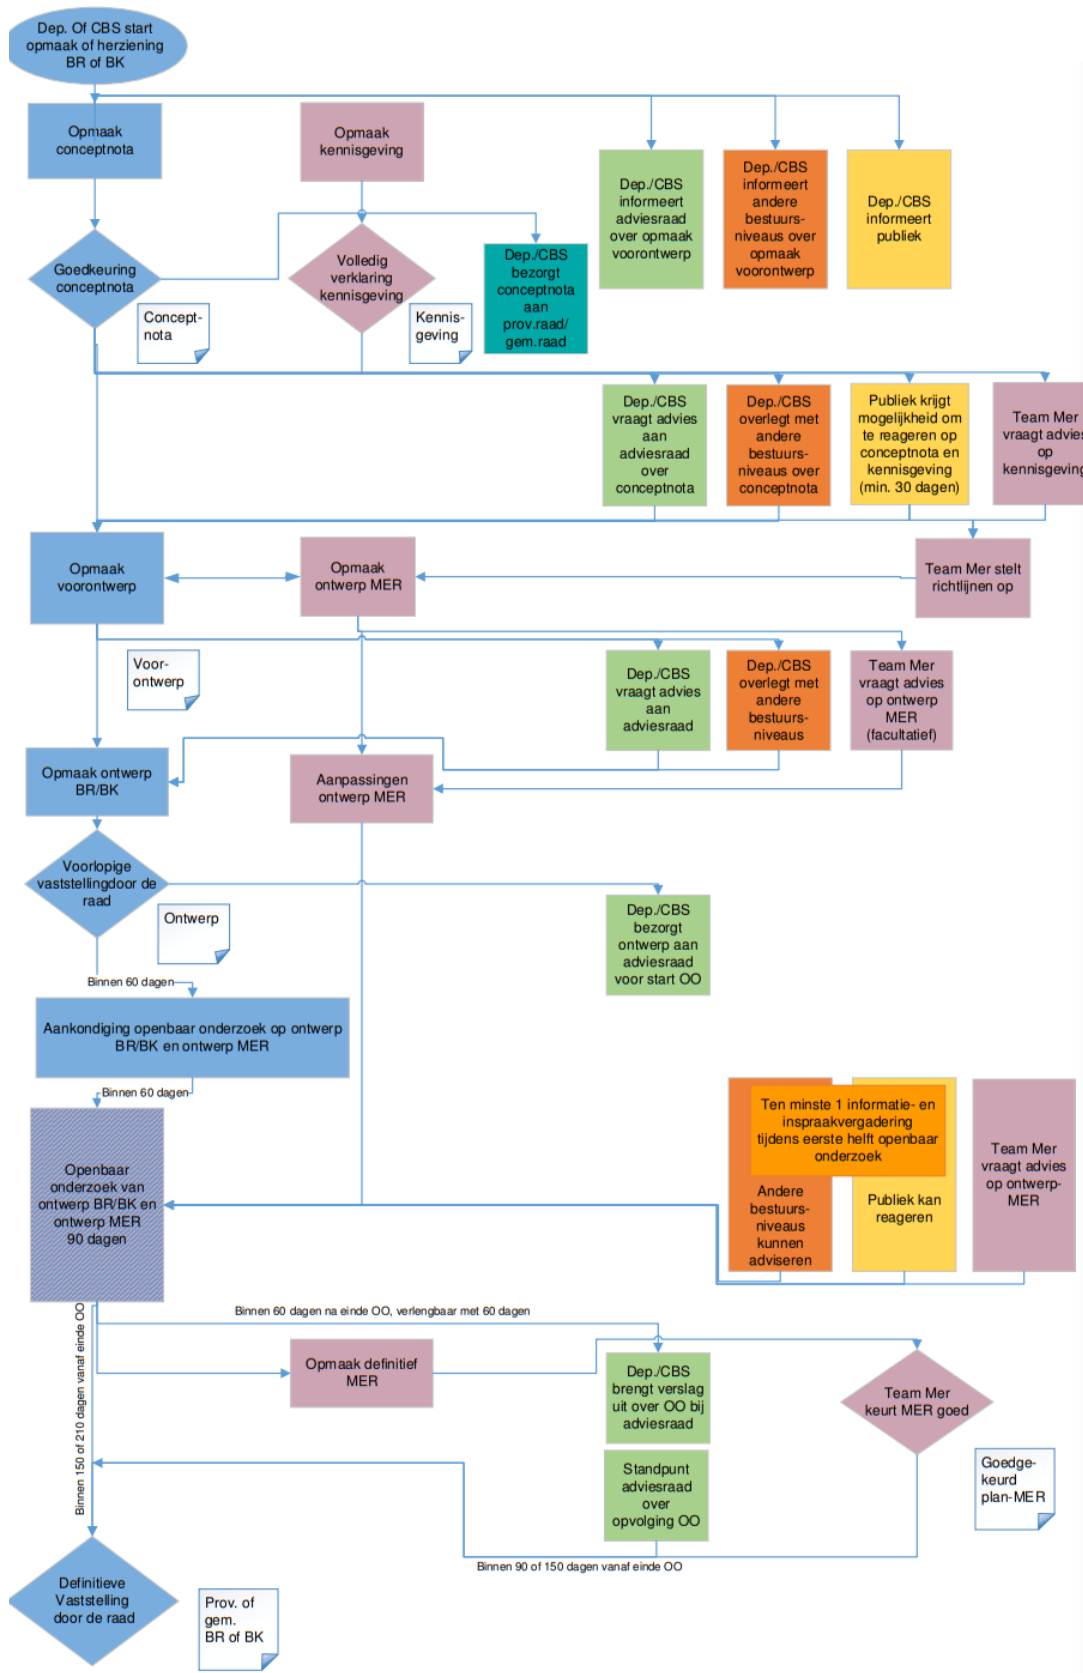 Dep. Of CBS start
opmaak of herziening
BR of BK
Opmaak
conceptnota
Opmaak
kennisgeving
Dep./CBS
informeert
adviesraad
over opmaak
voorontwerp
Dep./CBS
informeert
andere
bestuurs-
niveaus over
opmaak
voorontwerp
Dep./CBS
informeert
publiek
Goedkeuring
conceptnota
Volledig
verklaring
kennisgeving
Dep./CBS
bezorgt
conceptnota
aan
prov.raad/
gem.raad
Concept-
nota
Kennis-
geving
Dep./CBS
vraagt advies
aan
adviesraad
over
conceptnota
Dep./CBS
overlegt met
andere
bestuurs-
niveaus over
conceptnota
Publiek krijgt
mogelijkheid om
te reageren op
conceptnota en
kennisgeving
(min. 30 dagen)
Team Mer
vraagt advies
op
kennisgeving
Opmaak
voorontwerp
Opmaak
ontwerp MER
Team Mer stelt
richtlijnen op
Voor-
ontwerp
Dep./CBS
vraagt advies
aan
adviesraad
Dep./CBS
overlegt met
andere
bestuurs-
niveaus
Team Mer
vraagt advies
op ontwerp
MER
(facultatief)
Opmaak ontwerp
BR/BK
Aanpassingen
ontwerp MER
Voorlopige
vaststellingdoor de
raad
Ontwerp
Dep./CBS
bezorgt
ontwerp aan
adviesraad
voor start OO
Binnen 60 dagen
Aankondiging openbaar onderzoek op ontwerp
BR/BK en ontwerp MER
Binnen 60 dagen
Openbaar
onderzoek van
ontwerp BR/BK en
ontwerp MER
90 dagen
Ten minste 1 informatie- en
inspraakvergadering
tijdens eerste helft openbaar
onderzoek
Andere
bestuurs-
niveaus
kunnen
adviseren
Publiek kan
reageren
Team Mer
vraagt advies
op ontwerp-
MER
Binnen 60 dagen na einde OO, verlengbaar met 60 dagen
Binnen 150 of 210 dagen vanaf einde OO
Opmaak definitief
MER
Dep./CBS
brengt verslag
uit over OO bij
adviesraad
Team Mer
keurt MER goed
Standpunt
adviesraad
over
opvolging OO
Goedge-
keurd
plan-MER
Binnen 90 of 150 dagen vanaf einde OO
Definitieve
Vaststelling
door de raad
Prov. of
gem.
BR of BK